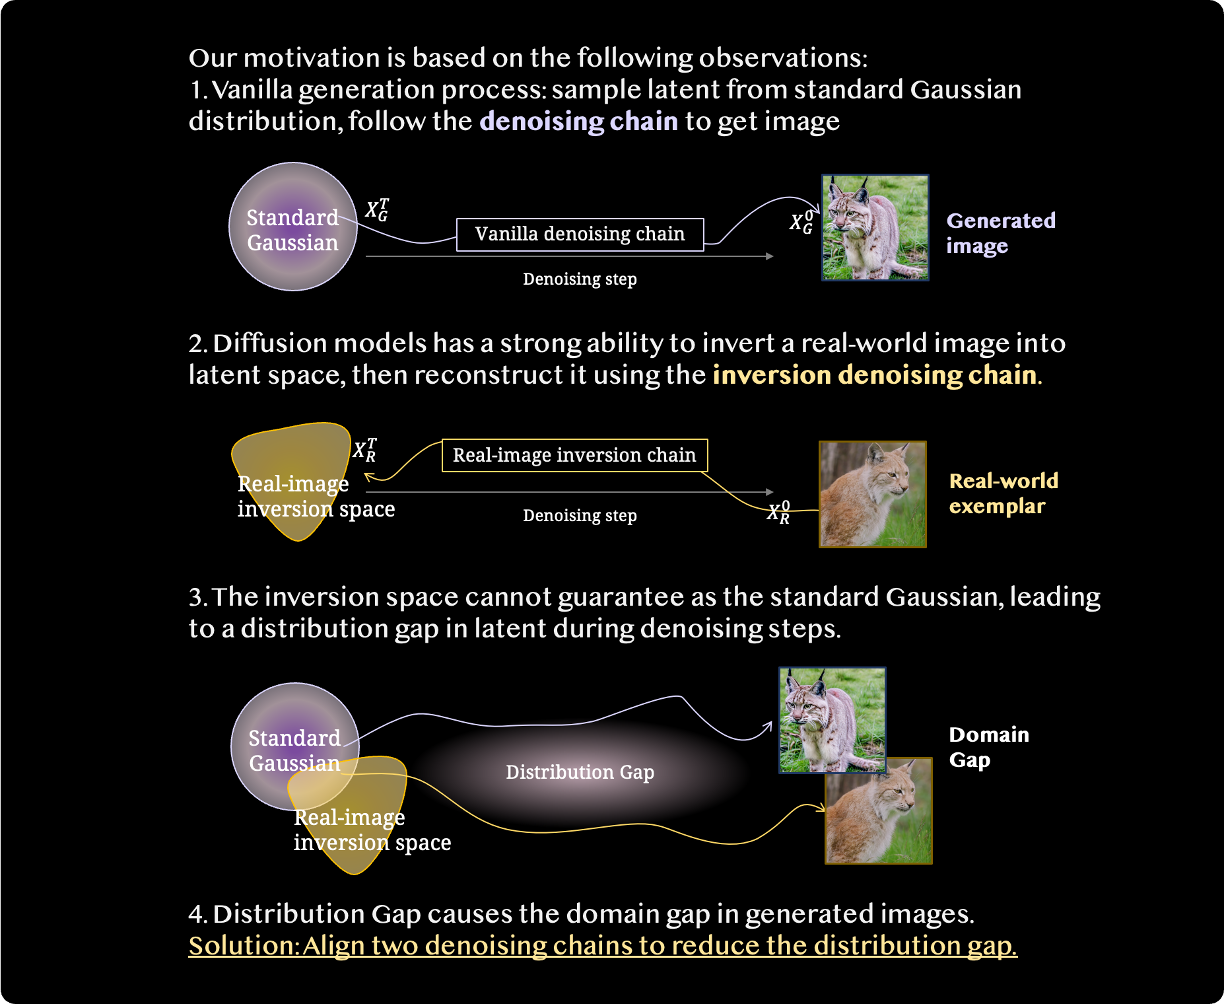 Our motivation is based on the following observations:
1. Vanilla generation process: sample latent from standard Gaussian
distribution, follow the denoising chain to get image
Standard
Gaussian
X_G^T
Vanilla denoising chain
Denoising step
X_G^0
Generated
image
2. Diffusion models has a strong ability to invert a real-world image into
latent space, then reconstruct it using the inversion denoising chain.
Real-image
inversion space
X_R^T
Real-image inversion chain
Denoising step
X_R^0
Real-world
exemplar
3. The inversion space cannot guarantee as the standard Gaussian, leading
to a distribution gap in latent during denoising steps.
Standard
Gaussian
Real-image
inversion space
Distribution Gap
Domain
Gap
4. Distribution Gap causes the domain gap in generated images.
Solution: Align two denoising chains to reduce the distribution gap.